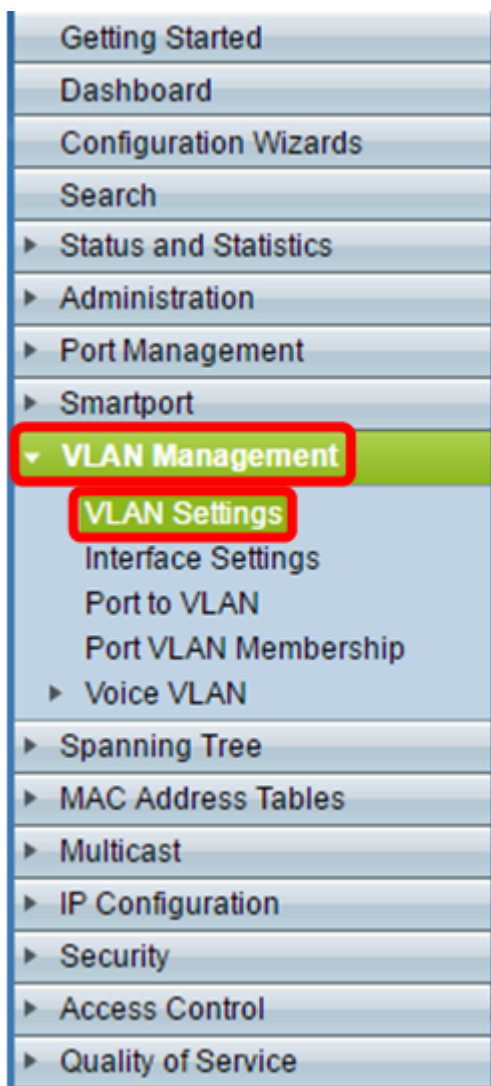 Getting Started
Dashboard
Configuration Wizards
Search
Status and Statistics
Administration
Port Management
Smartport
VLAN Management
VLAN Settings
Interface Settings
Port to VLAN
Port VLAN Membership
Voice VLAN
Spanning Tree
MAC Address Tables
Multicast
IP Configuration
Security
Access Control
Quality of Service